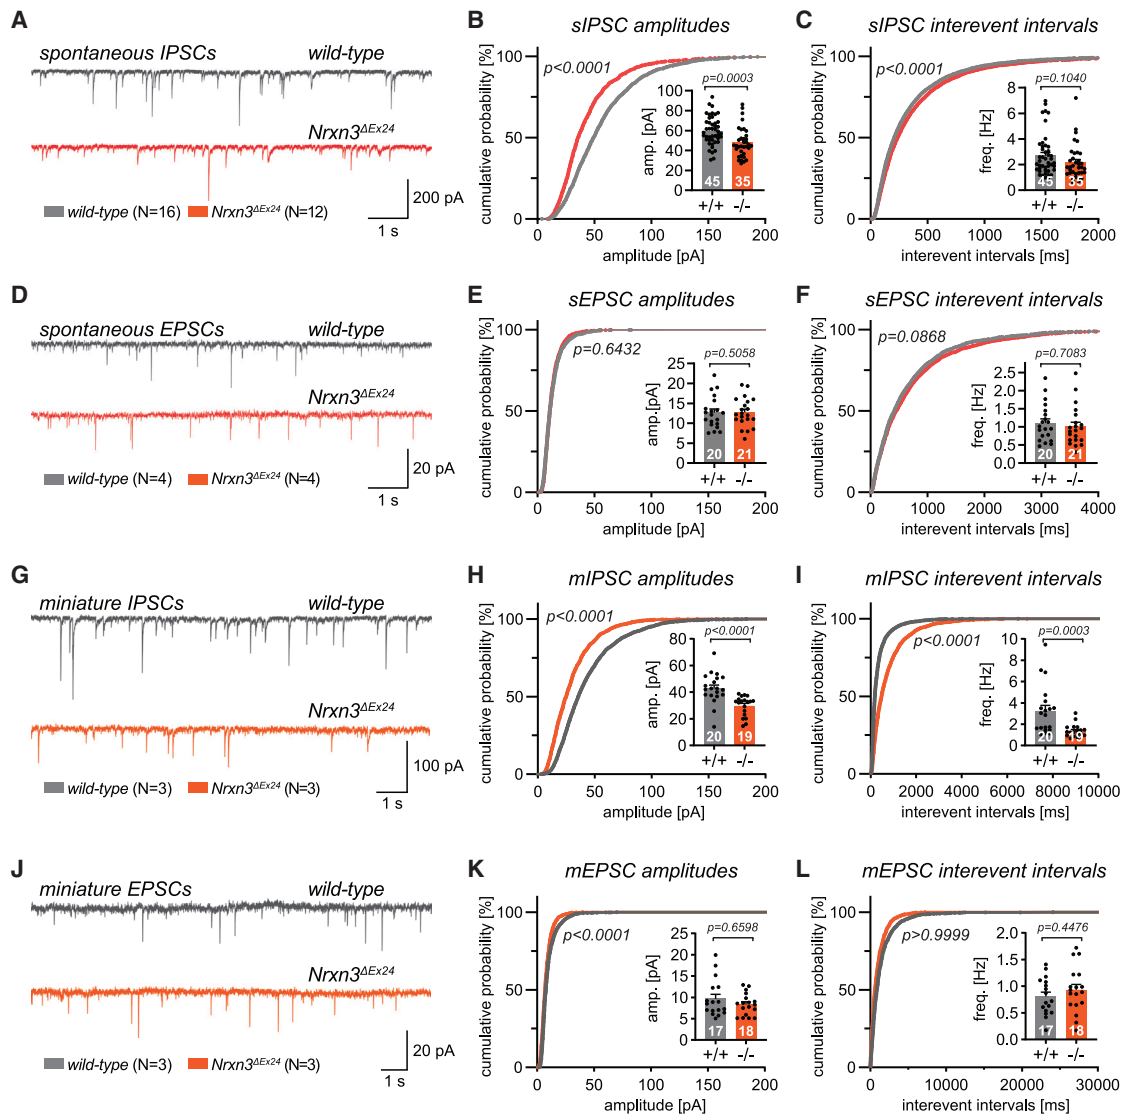 A
spontaneous IPSCs wild-type
Nrxn3ΔEx24
200 pA
1 s
wild-type (N=16) Nrxn3ΔEx24 (N=12)
B
sIPSC amplitudes
cumulative probability [%]
100
50
0
p<0.0001
p=0.0003
amp. [pA]
100
80
60
40
20
0
45 35
+/+ -/-
0 50 100 150 200
amplitude [pA]
C
sIPSC interevent intervals
cumulative probability [%]
100
50
0
p<0.0001
p=0.1040
freq. [Hz]
8
6
4
2
0
45 35
+/+ -/-
0 500 1000 1500 2000
interevent intervals [ms]
D
spontaneous EPSCs wild-type
Nrxn3ΔEx24
20 pA
1 s
wild-type (N=4) Nrxn3ΔEx24 (N=4)
E
sEPSC amplitudes
cumulative probability [%]
100
50
0
p=0.6432
p=0.5058
amp.[pA]
25
20
15
10
5
0
20 21
+/+ -/-
0 50 100 150 200
amplitude [pA]
F
sEPSC interevent intervals
cumulative probability [%]
100
50
0
p=0.0868
p=0.7083
freq. [Hz]
2.5
2.0
1.5
1.0
0.5
0.0
20 21
+/+ -/-
0 1000 2000 3000 4000
interevent intervals [ms]
G
miniature IPSCs wild-type
Nrxn3ΔEx24
100 pA
1 s
wild-type (N=3) Nrxn3ΔEx24 (N=3)
H
mIPSC amplitudes
cumulative probability [%]
100
50
0
p<0.0001
p<0.0001
amp. [pA]
80
60
40
20
0
20 19
+/+ -/-
0 50 100 150 200
amplitude [pA]
I
mIPSC interevent intervals
cumulative probability [%]
100
50
0
p<0.0001
p=0.0003
freq. [Hz]
10
8
6
4
2
0
20 19
+/+ -/-
0 2000 4000 6000 8000 10000
interevent intervals [ms]
J
miniature EPSCs wild-type
Nrxn3ΔEx24
20 pA
1 s
wild-type (N=3) Nrxn3ΔEx24 (N=3)
K
mEPSC amplitudes
cumulative probability [%]
100
50
0
p<0.0001
p=0.6598
amp. [pA]
25
20
15
10
5
0
17 18
+/+ -/-
0 50 100 150 200
amplitude [pA]
L
mEPSC interevent intervals
cumulative probability [%]
100
50
0
p>0.9999
p=0.4476
freq. [Hz]
2.0
1.5
1.0
0.5
0.0
17 18
+/+ -/-
0 10000 20000 30000
interevent intervals [ms]